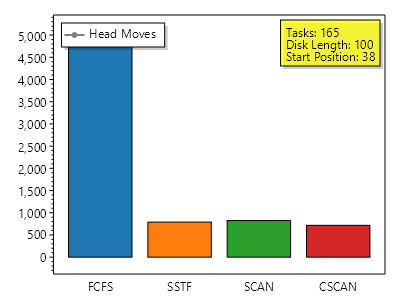 Head Moves
Tasks: 165
Disk Length: 100
Start Position: 38
5,000
4,500
4,000
3,500
3,000
2,500
2,000
1,500
1,000
500
0
FCFS SSTF SCAN CSCAN